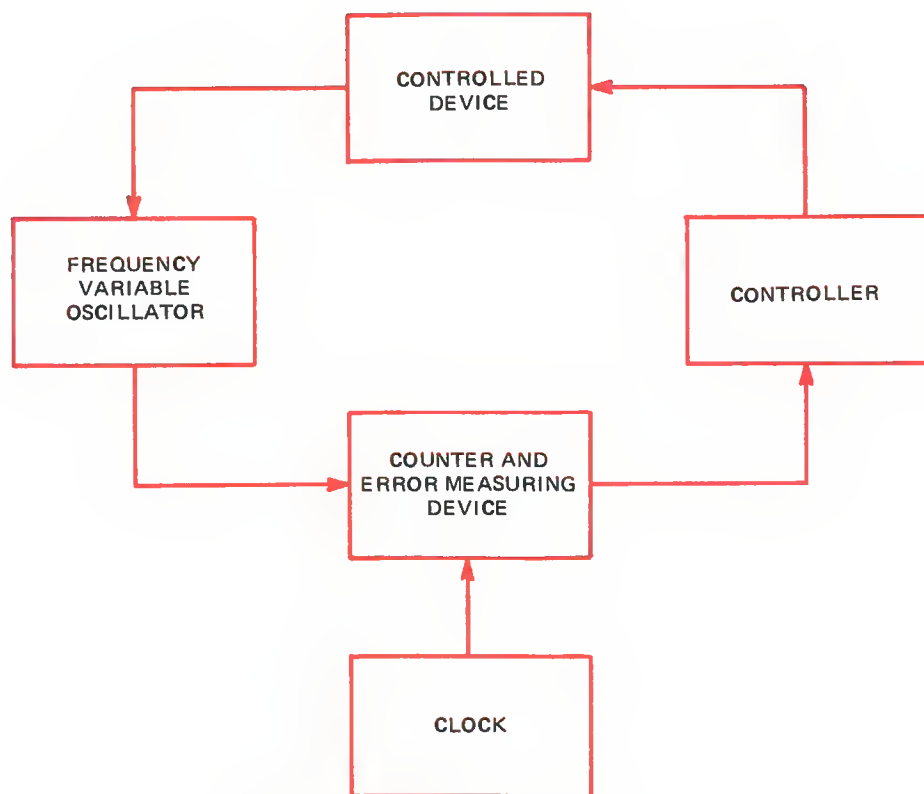 CONTROLLED
DEVICE
FREQUENCY
VARIABLE
OSCILLATOR
CONTROLLER
COUNTER AND
ERROR MEASURING
DEVICE
CLOCK